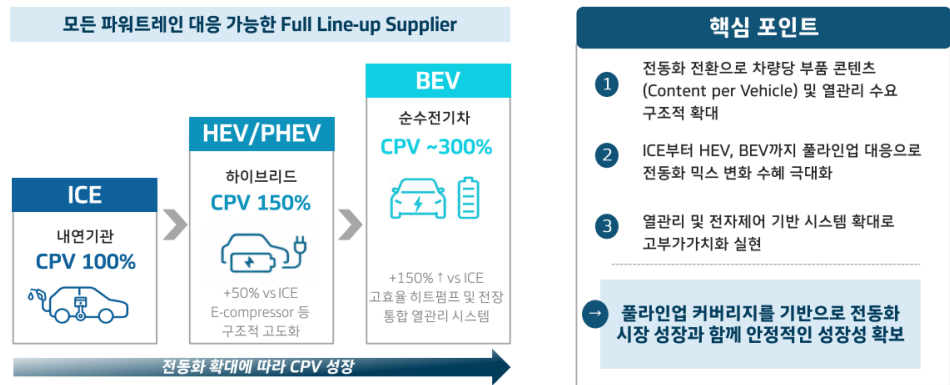 모든 파워트레인 대응 가능한 Full Line-up Supplier
ICE
내연기관
CPV 100%
HEV/PHEV
하이브리드
CPV 150%
+50% vs ICE
E-compressor 등
구조적 고도화
BEV
순수전기차
CPV ~300%
+150% ↑ vs ICE
고효율 히트펌프 및 전장
통합 열관리 시스템
전동화 확대에 따라 CPV 성장
핵심 포인트
1
전동화 전환으로 차량당 부품 콘텐츠
(Content per Vehicle) 및 열관리 수요
구조적 확대
2
ICE부터 HEV, BEV까지 풀라인업 대응으로
전동화 믹스 변화 수혜 극대화
3
열관리 및 전자제어 기반 시스템 확대로
고부가가치화 실현
→
풀라인업 커버리지를 기반으로 전동화
시장 성장과 함께 안정적인 성장성 확보